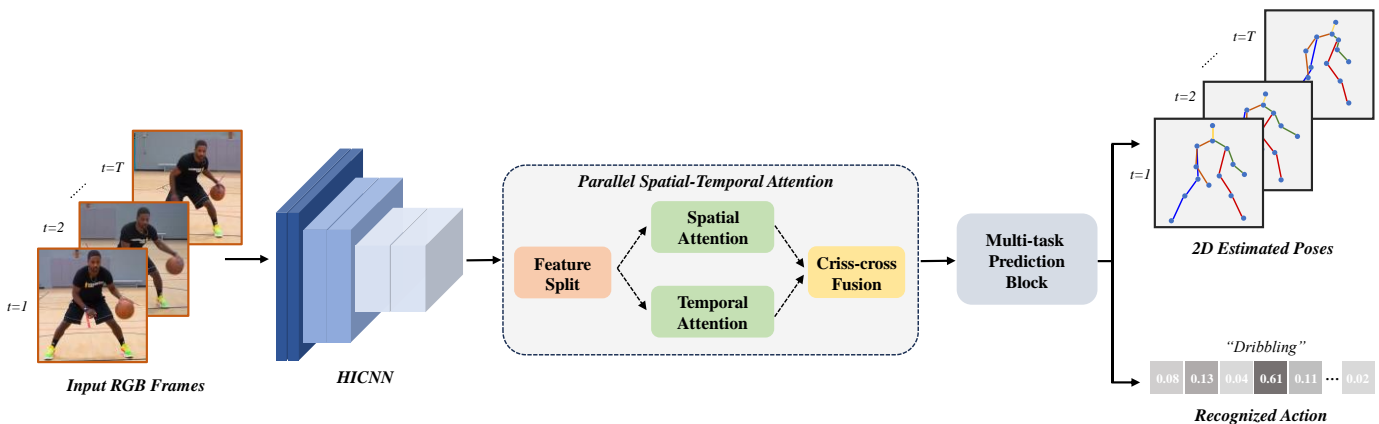 t=T
t=2
t=1
Input RGB Frames
HICNN
Parallel Spatial-Temporal Attention
Feature
Split
Spatial
Attention
Temporal
Attention
Criss-cross
Fusion
Multi-task
Prediction
Block
t=T
t=2
t=1
2D Estimated Poses
“Dribbling”
0.08 0.13 0.04 0.61 0.11 ··· 0.02
Recognized Action